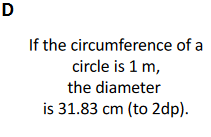 D
If the circumference of a
circle is 1 m,
the diameter
is 31.83 cm (to 2dp).